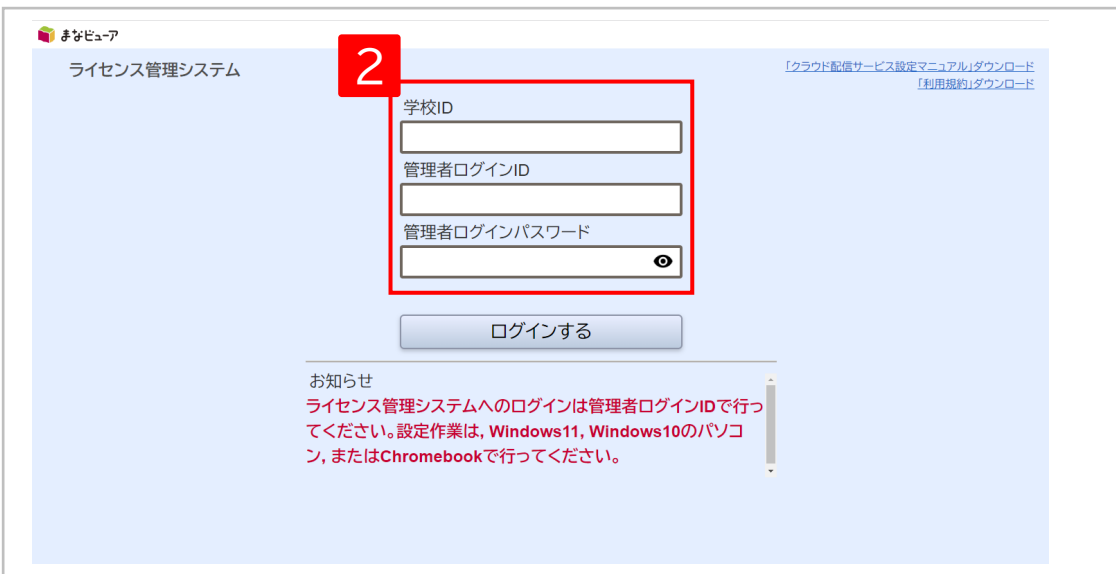 まなビューア
ライセンス管理システム
2
「クラウド配信サービス設定マニュアル」ダウンロード
「利用規約」ダウンロード
学校ID
管理者ログインID
管理者ログインパスワード
ログインする
お知らせ
ライセンス管理システムへのログインは管理者ログインIDで行っ
てください。設定作業は, Windows11, Windows10のパソコ
ン, またはChromebookで行ってください。